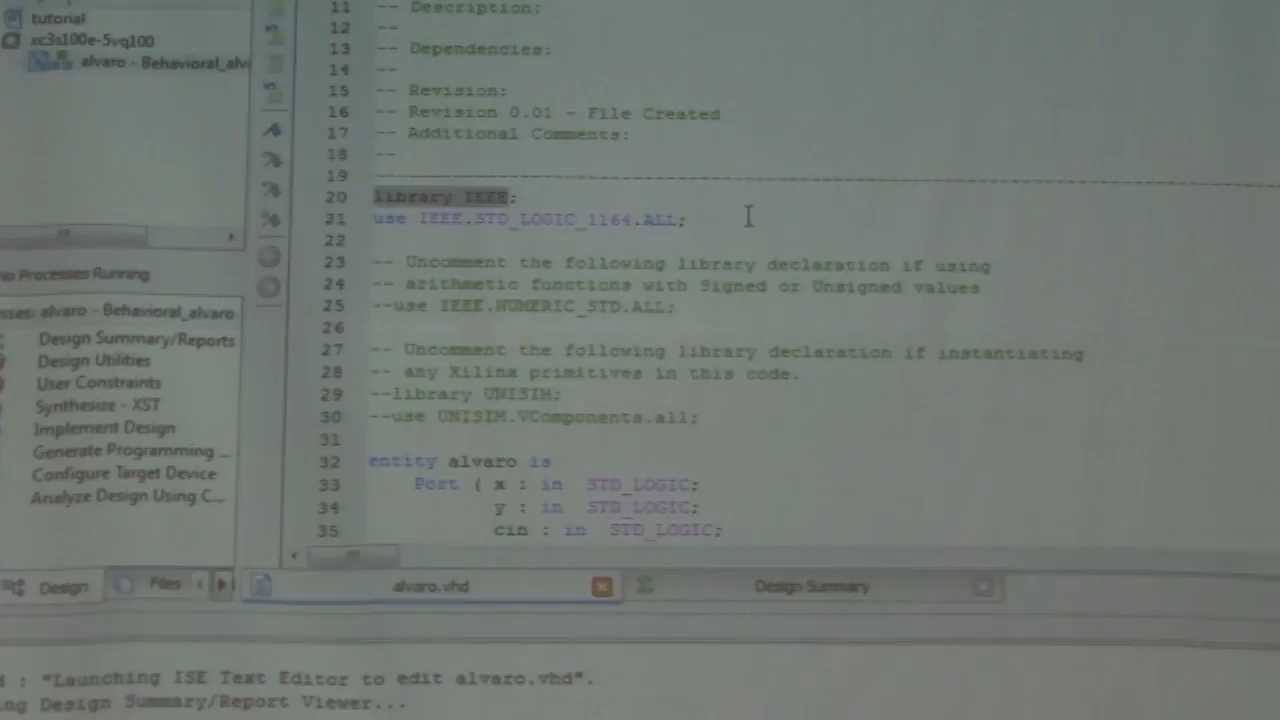 tutorial
xc3s100e-5vq100
alvaro - Behavioral_alv
Processes Running
alvaro - Behavioral_alvaro
Design Summary/Reports
Design Utilities
User Constraints
Synthesize - XST
Implement Design
Generate Programming ...
Configure Target Device
Analyze Design Using C...
Design
Files
11 -- Description:
12 --
13 -- Dependencies:
14 --
15 -- Revision:
16 -- Revision 0.01 - File Created
17 -- Additional Comments:
18 --
19 ----------------------------------------------------------------------------------
20 library IEEE;
21 use IEEE.STD_LOGIC_1164.ALL;
22
23 -- Uncomment the following library declaration if using
24 -- arithmetic functions with Signed or Unsigned values
25 --use IEEE.NUMERIC_STD.ALL;
26
27 -- Uncomment the following library declaration if instantiating
28 -- any Xilinx primitives in this code.
29 --library UNISIM;
30 --use UNISIM.VComponents.all;
31
32 entity alvaro is
33 Port ( x : in STD_LOGIC;
34 y : in STD_LOGIC;
35 cin : in STD_LOGIC;
alvaro.vhd
Design Summary
: "Launching ISE Text Editor to edit alvaro.vhd".
ng Design Summary/Report Viewer...